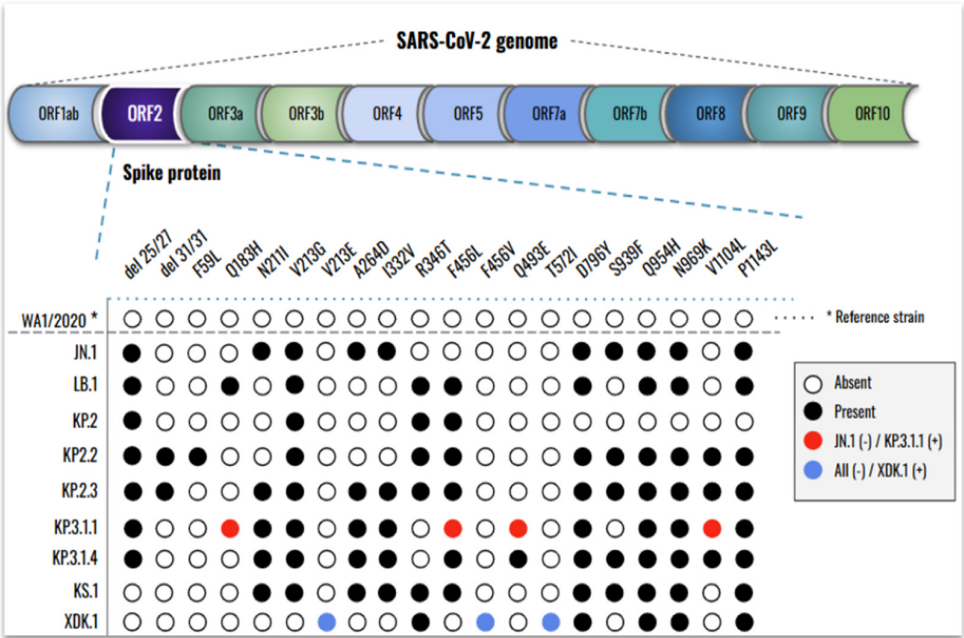 SARS-CoV-2 genome
ORF1ab ORF2 ORF3a ORF3b ORF4 ORF5 ORF7a ORF7b ORF8 ORF9 ORF10
Spike protein
del 25/27 del 31/31 F59L Q183H N211I V213G V213E A264D I332V R346T F456L F456V Q493E T572I D796Y S939F Q954H N969K V1104L P1143L
WA1/2020 *
* Reference strain
JN.1
LB.1
KP.2
KP2.2
KP.2.3
KP.3.1.1
KP.3.1.4
KS.1
XDK.1
Absent
Present
JN.1 (-) / KP.3.1.1 (+)
All (-) / XDK.1 (+)